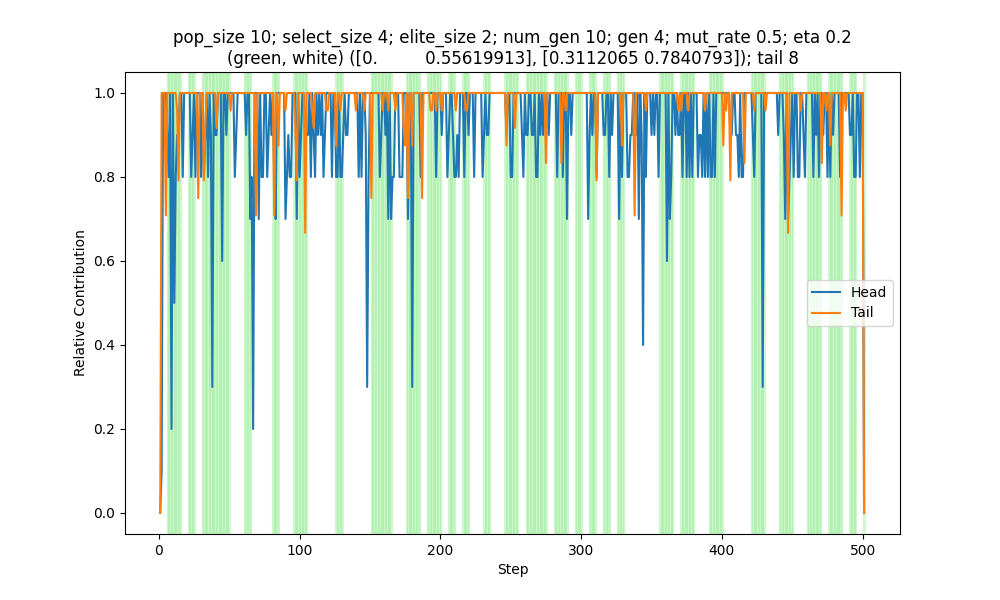 pop_size 10; select_size 4; elite_size 2; num_gen 10; gen 4; mut_rate 0.5; eta 0.2
(green, white) ([0.         0.55619913], [0.3112065 0.7840793]); tail 8
1.0
0.8
0.6
0.4
0.2
0.0
Relative Contribution
Head
Tail
0
100
200
300
400
500
Step